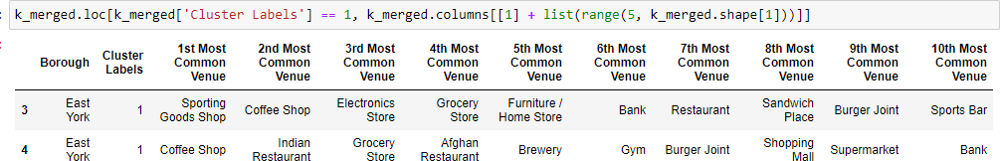 k_merged.loc[k_merged['Cluster Labels'] == 1, k_merged.columns[[1] + list(range(5, k_merged.shape[1]))]]
Borough Cluster Labels 1st Most Common Venue 2nd Most Common Venue 3rd Most Common Venue 4th Most Common Venue 5th Most Common Venue 6th Most Common Venue 7th Most Common Venue 8th Most Common Venue 9th Most Common Venue 10th Most Common Venue
3 East York 1 Sporting Goods Shop Coffee Shop Electronics Store Grocery Store Furniture / Home Store Bank Restaurant Sandwich Place Burger Joint Sports Bar
4 East York 1 Coffee Shop Indian Restaurant Grocery Store Afghan Restaurant Brewery Gym Burger Joint Shopping Mall Supermarket Bank